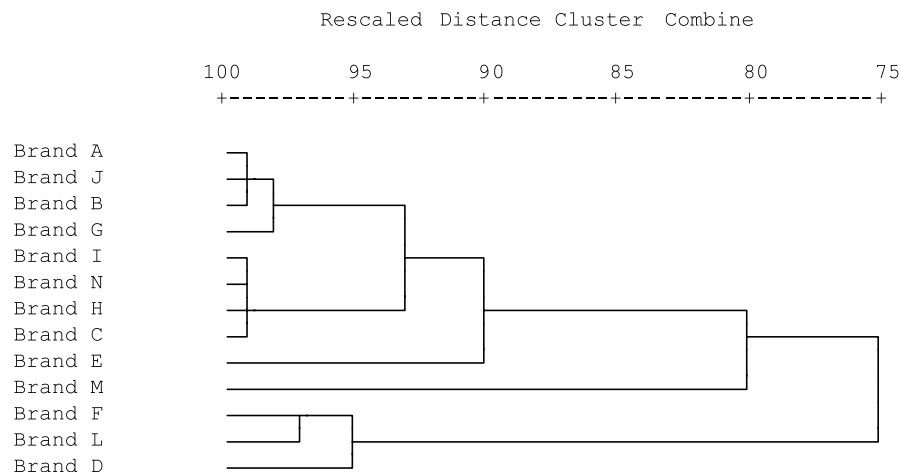 Rescaled Distance Cluster Combine
100 95 90 85 80 75
Brand A
Brand J
Brand B
Brand G
Brand I
Brand N
Brand H
Brand C
Brand E
Brand M
Brand F
Brand L
Brand D